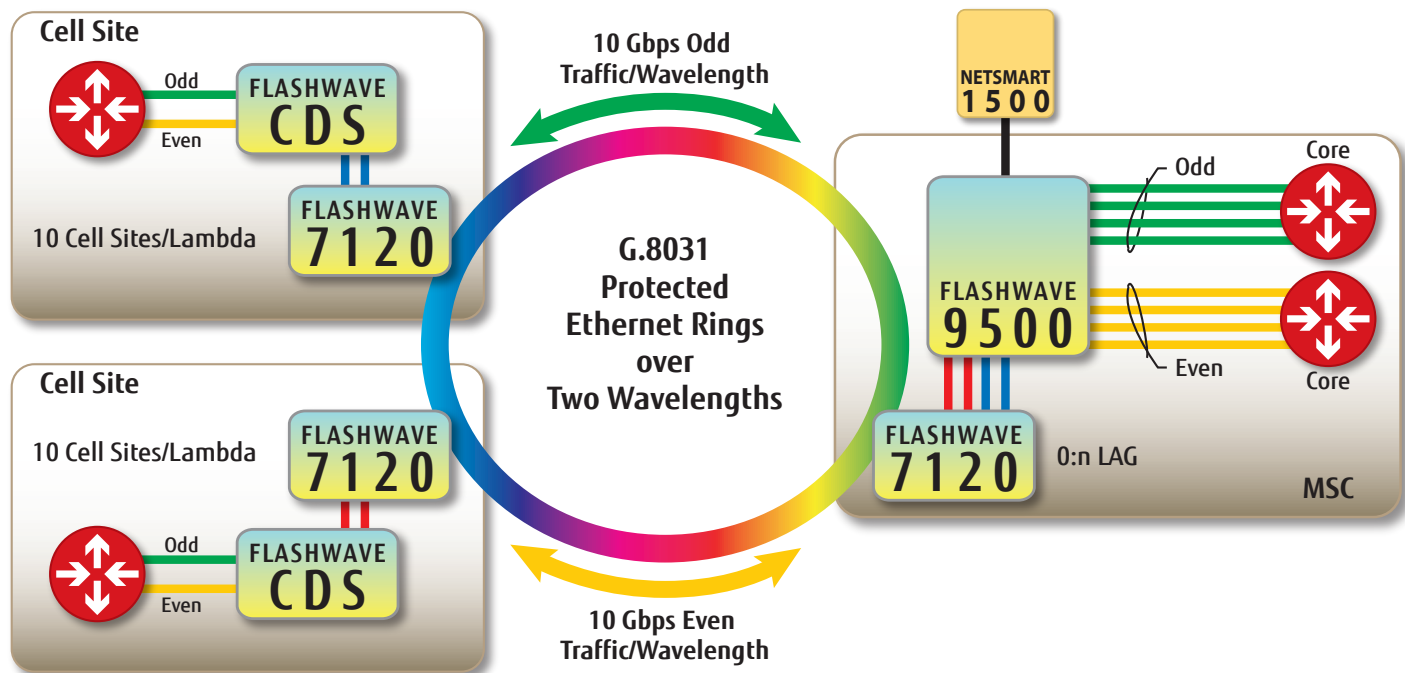 Cell Site
Odd
Even
FLASHWAVE
CDS
FLASHWAVE
7120
10 Cell Sites/Lambda
Cell Site
10 Cell Sites/Lambda
FLASHWAVE
7120
Odd
Even
FLASHWAVE
CDS
10 Gbps Odd
Traffic/Wavelength
G.8031
Protected
Ethernet Rings
over
Two Wavelengths
10 Gbps Even
Traffic/Wavelength
NETSMART
1500
FLASHWAVE
9500
Odd
Core
Even
Core
FLASHWAVE
7120
0:n LAG
MSC